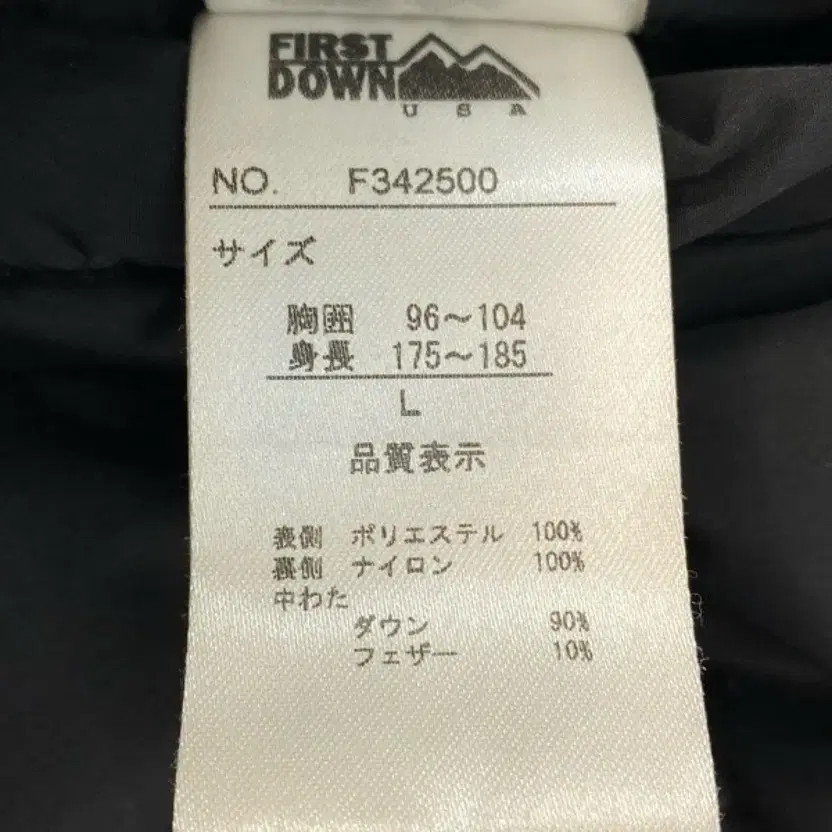 FIRST
DOWN
USA
NO. F342500
サイズ
胸囲 96～104
身長 175～185
L
品質表示
表側 ポリエステル 100%
裏側 ナイロン 100%
中わた
ダウン 90%
フェザー 10%